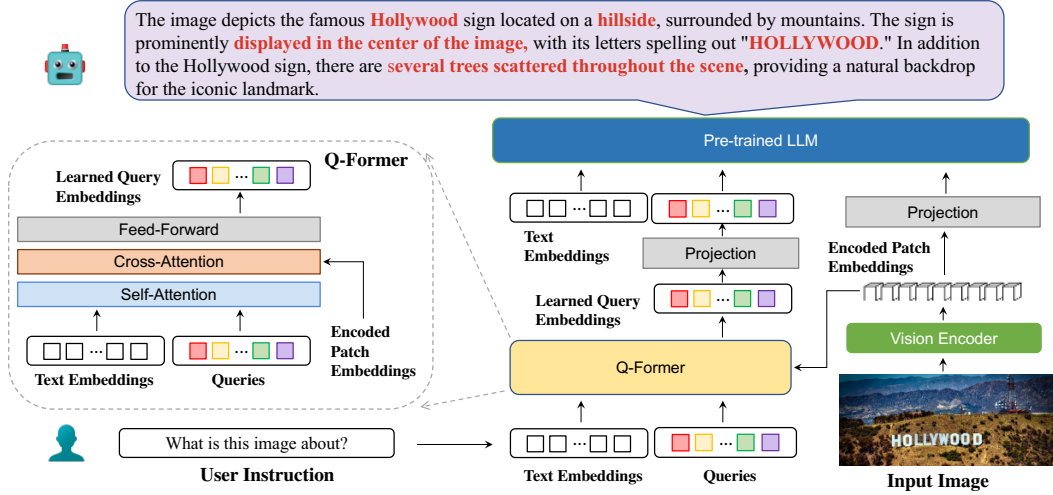 The image depicts the famous Hollywood sign located on a hillside, surrounded by mountains. The sign is
prominently displayed in the center of the image, with its letters spelling out "HOLLYWOOD." In addition
to the Hollywood sign, there are several trees scattered throughout the scene, providing a natural backdrop
for the iconic landmark.
Pre-trained LLM
Q-Former
Learned Query
Embeddings
Feed-Forward
Cross-Attention
Self-Attention
...
Text Embeddings
...
Queries
Encoded
Patch
Embeddings
...
Text
Embeddings
...
Projection
Learned Query
Embeddings
...
Projection
Encoded Patch
Embeddings
Vision Encoder
Q-Former
HOLLYWOOD
What is this image about?
User Instruction
...
Text Embeddings
...
Queries
Input Image